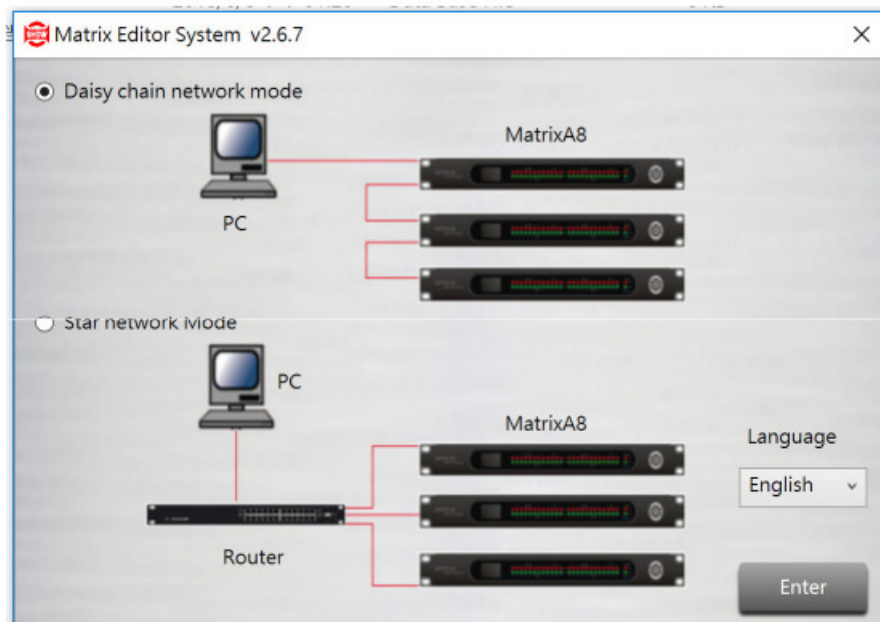 Matrix Editor System v2.6.7
Daisy chain network mode
MatrixA8
PC
Star network Mode
PC
MatrixA8
Language
English
Router
Enter